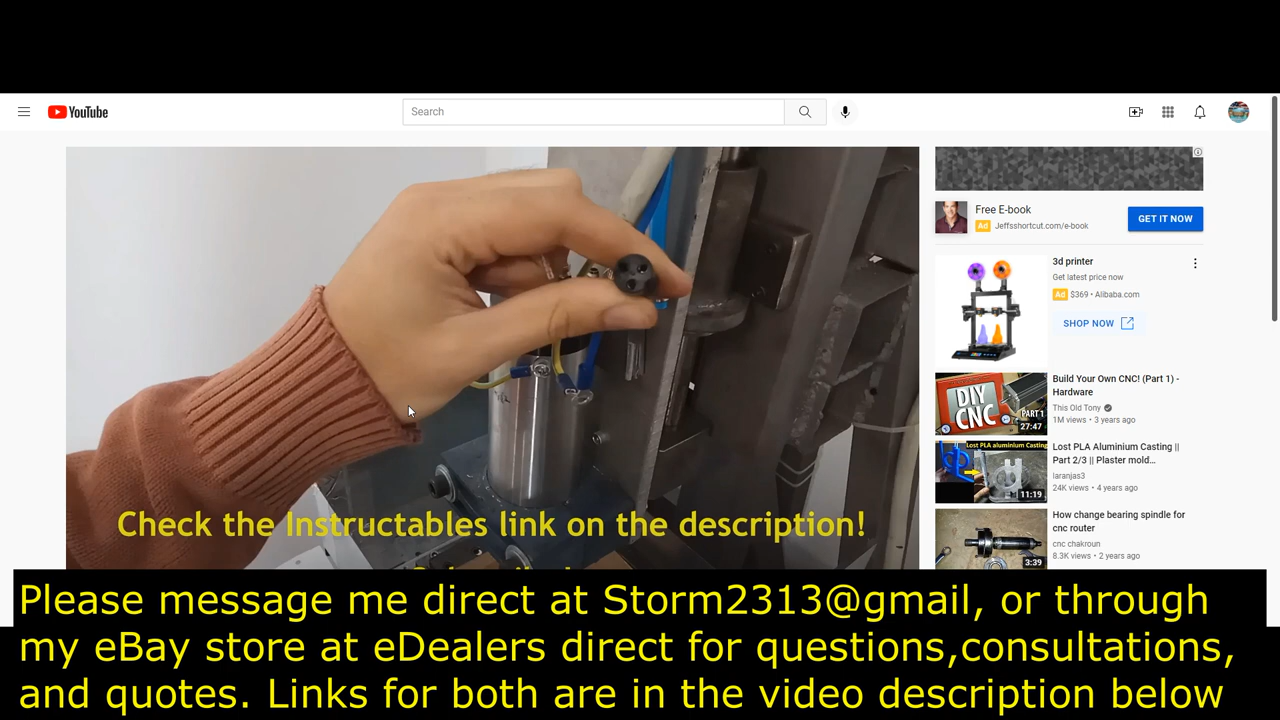 YouTube
Search
Free E-book
Ad Jeffsshortcut.com/e-book
GET IT NOW
3d printer
Get latest price now
Ad $369 • Alibaba.com
SHOP NOW
DIY
CNC
PART 1
27:47
Build Your Own CNC! (Part 1) -
Hardware
This Old Tony
1M views • 3 years ago
Lost PLA aluminium Casting
11:19
Lost PLA Aluminium Casting ||
Part 2/3 || Plaster mold...
laranjas3
24K views • 4 years ago
3:39
How change bearing spindle for
cnc router
cnc chakroun
8.3K views • 2 years ago
Check the Instructables link on the description!
Please message me direct at Storm2313@gmail, or through
my eBay store at eDealers direct for questions,consultations,
and quotes. Links for both are in the video description below